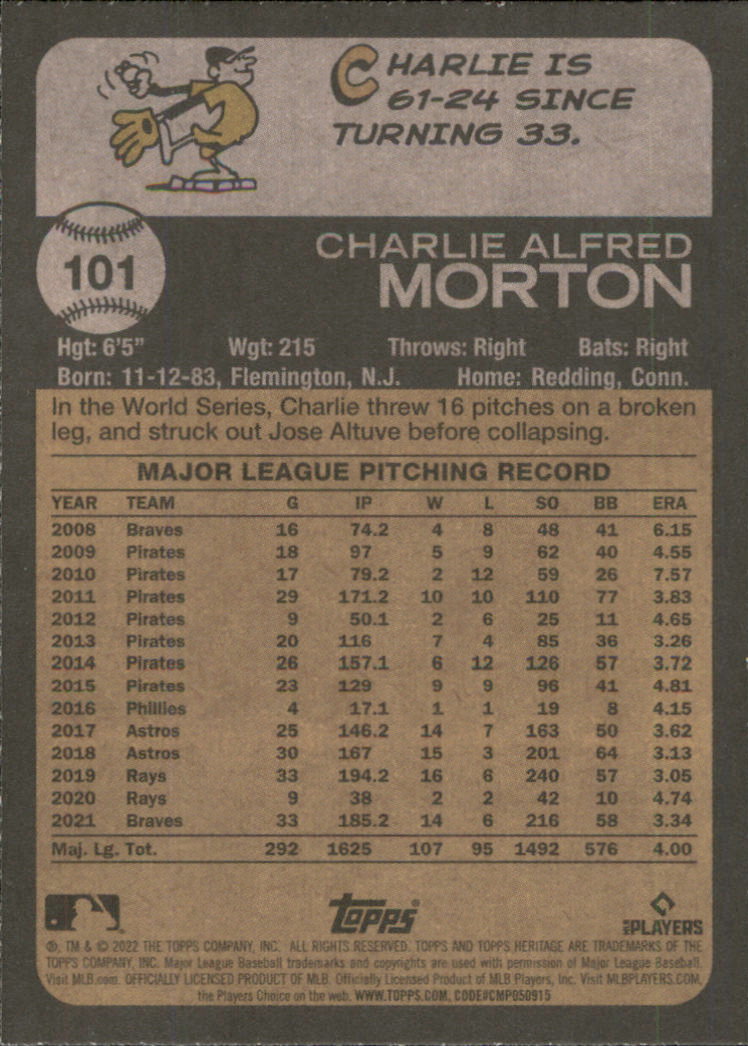 CHARLIE IS
61-24 SINCE
TURNING 33.
101
CHARLIE ALFRED
MORTON
Hgt: 6'5" Wgt: 215 Throws: Right Bats: Right
Born: 11-12-83, Flemington, N.J. Home: Redding, Conn.
In the World Series, Charlie threw 16 pitches on a broken
leg, and struck out Jose Altuve before collapsing.
MAJOR LEAGUE PITCHING RECORD
YEAR TEAM G IP W L SO BB ERA
2008 Braves 16 74.2 4 8 48 41 6.15
2009 Pirates 18 97 5 9 62 40 4.55
2010 Pirates 17 79.2 2 12 59 26 7.57
2011 Pirates 29 171.2 10 10 110 77 3.83
2012 Pirates 9 50.1 2 6 25 11 4.65
2013 Pirates 20 116 7 4 85 36 3.26
2014 Pirates 26 157.1 6 12 126 57 3.72
2015 Pirates 23 129 9 9 96 41 4.81
2016 Phillies 4 17.1 1 1 19 8 4.15
2017 Astros 25 146.2 14 7 163 50 3.62
2018 Astros 30 167 15 3 201 64 3.13
2019 Rays 33 194.2 16 6 240 57 3.05
2020 Rays 9 38 2 2 42 10 4.74
2021 Braves 33 185.2 14 6 216 58 3.34
Maj. Lg. Tot. 292 1625 107 95 1492 576 4.00
Topps
PLAYERS
®, TM & © 2022 THE TOPPS COMPANY, INC. ALL RIGHTS RESERVED. TOPPS AND TOPPS HERITAGE ARE TRADEMARKS OF THE
TOPPS COMPANY, INC. Major League Baseball trademarks and copyrights are used with permission of Major League Baseball.
Visit MLB.com. OFFICIALLY LICENSED PRODUCT OF MLB. Officially Licensed Product of MLB Players, Inc. Visit MLBPLAYERS.COM,
the Players Choice on the web. WWW.TOPPS.COM. CODE#CMP050915